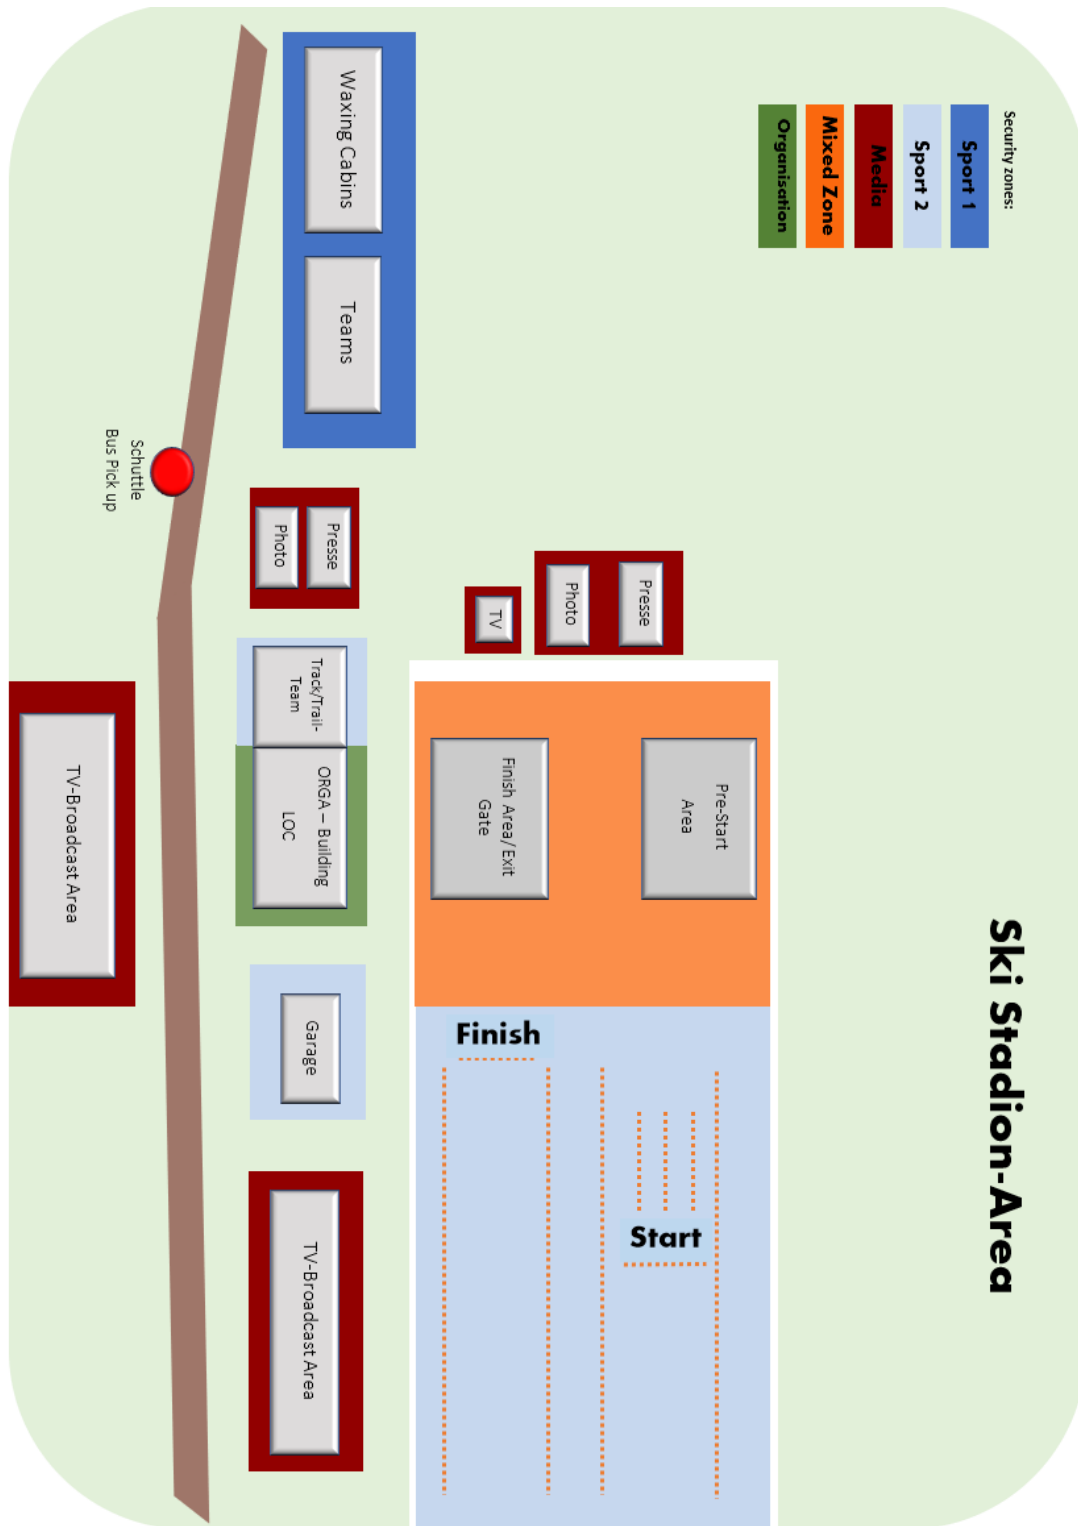 Ski Stadion-Area
Security zones:
Sport 1
Sport 2
Media
Mixed Zone
Organisation
Waxing Cabins
Teams
Schuttle
Bus Pick up
Presse
Photo
Presse
Photo
TV
Track/Trail-
Team
ORGA – Building
LOC
Pre-Start
Area
Finish Area/ Exit
Gate
TV-Broadcast Area
Garage
Finish
Start
TV-Broadcast Area